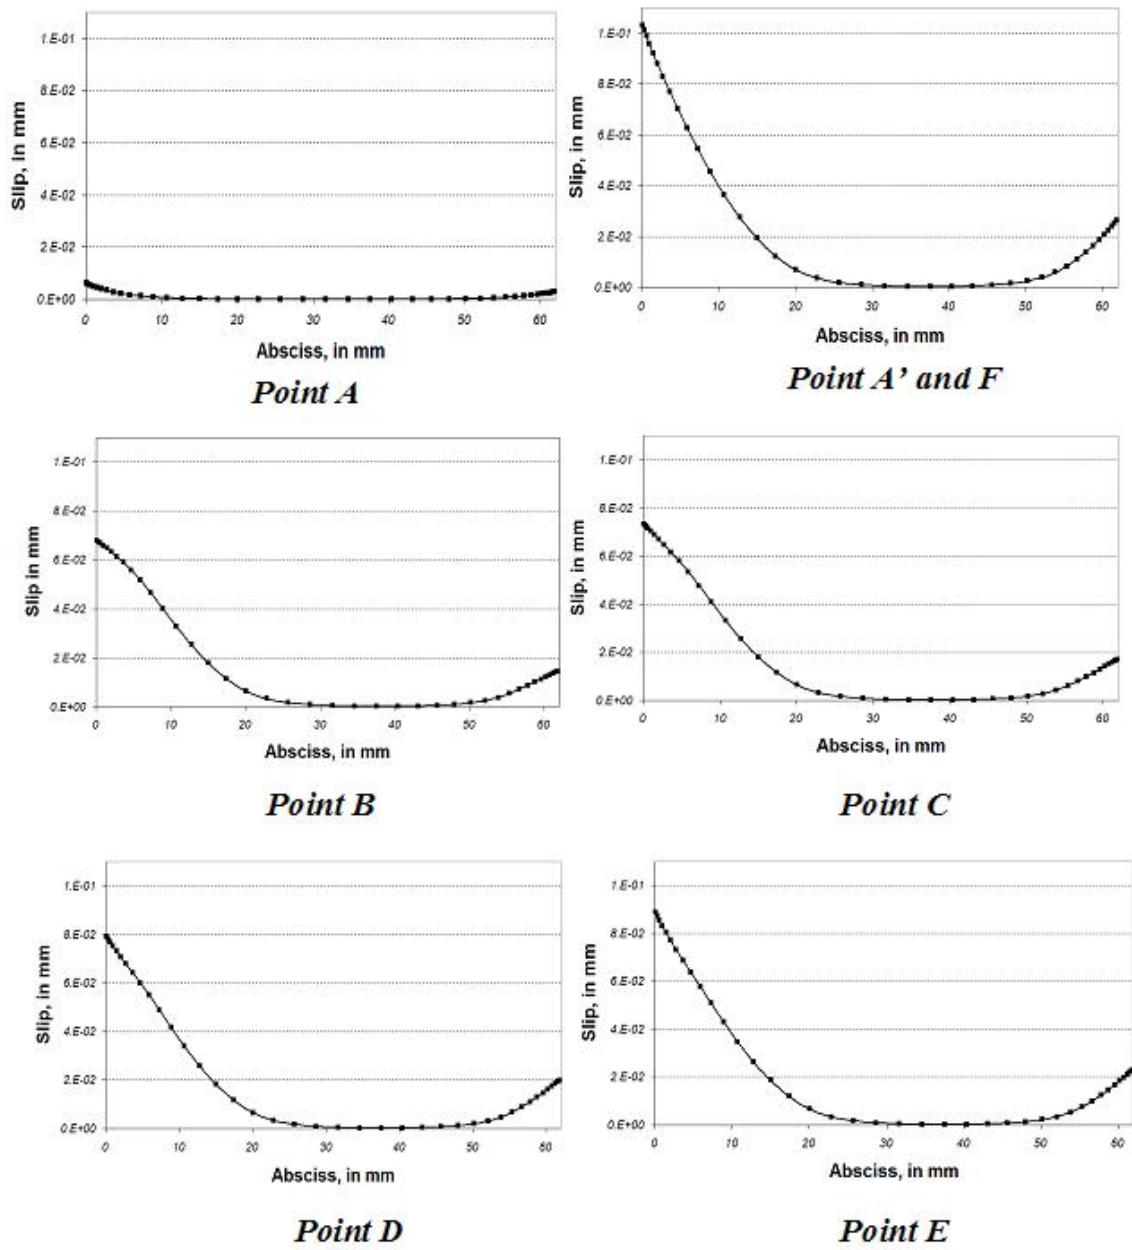 1.E-01
8.E-02
6.E-02
4.E-02
2.E-02
0.E+00
Slip, in mm
0 10 20 30 40 50 60
Absciss, in mm
Point A
1.E-01
8.E-02
6.E-02
4.E-02
2.E-02
0.E+00
Slip, in mm
0 10 20 30 40 50 60
Absciss, in mm
Point A’ and F
1.E-01
8.E-02
6.E-02
4.E-02
2.E-02
0.E+00
Slip in mm
0 10 20 30 40 50 60
Absciss, in mm
Point B
1.E-01
8.E-02
6.E-02
4.E-02
2.E-02
0.E+00
Slip, in mm
0 10 20 30 40 50 60
Absciss, in mm
Point C
1.E-01
8.E-02
6.E-02
4.E-02
2.E-02
0.E+00
Slip, in mm
0 10 20 30 40 50 60
Absciss, in mm
Point D
1.E-01
8.E-02
6.E-02
4.E-02
2.E-02
0.E+00
Slip, in mm
0 10 20 30 40 50 60
Absciss, in mm
Point E